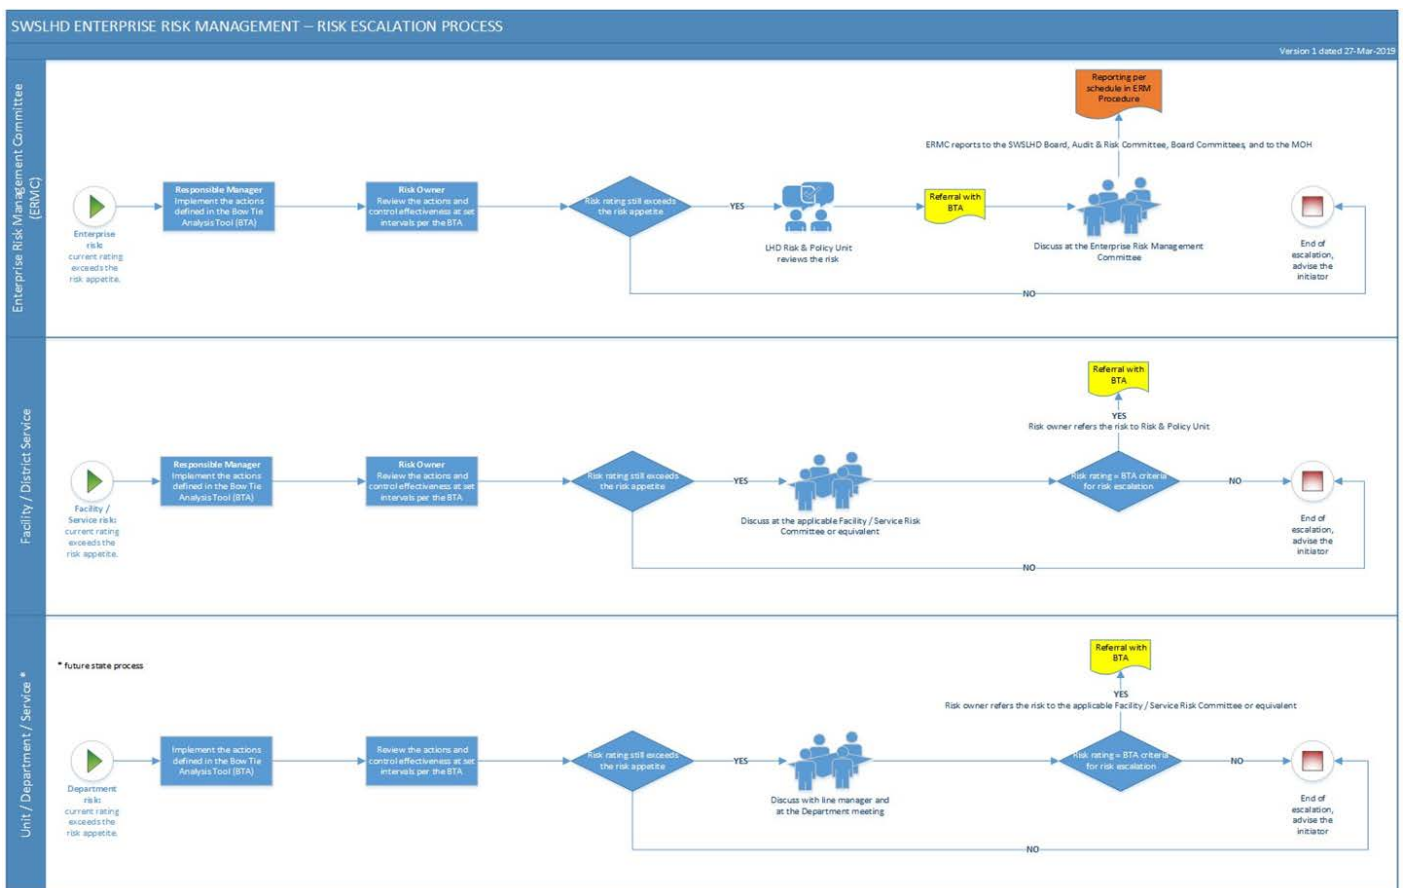 SWSLHD ENTERPRISE RISK MANAGEMENT – RISK ESCALATION PROCESS
Version 1 dated 27-Mar-2019
Enterprise Risk Management Committee
(ERMC)
Reporting per
schedule in ERM
Procedure
ERMC reports to the SWSLHD Board, Audit & Risk Committee, Board Committees, and to the MOH
Enterprise
risk:
current rating
exceeds the
risk appetite.
Responsible Manager
Implement the actions
defined in the Bow Tie
Analysis Tool (BTA)
Risk Owner
Review the actions and
control effectiveness at set
intervals per the BTA
Risk rating still exceeds
the risk appetite.
YES
LHD Risk & Policy Unit
reviews the risk
Referral with
BTA
Discuss at the Enterprise Risk Management
Committee
End of
escalation,
advise the
initiator
NO
Facility / District Service
Referral with
BTA
YES
Risk owner refers the risk to Risk & Policy Unit
Facility /
Service risk:
current rating
exceeds the
risk appetite.
Responsible Manager
Implement the actions
defined in the Bow Tie
Analysis Tool (BTA)
Risk Owner
Review the actions and
control effectiveness at set
intervals per the BTA
Risk rating still exceeds
the risk appetite
YES
Discuss at the applicable Facility / Service Risk
Committee or equivalent
Risk rating = BTA criteria
for risk escalation
NO
End of
escalation,
advise the
initiator
NO
Unit / Department / Service *
* future state process
Referral with
BTA
YES
Risk owner refers the risk to the applicable Facility / Service Risk Committee or equivalent
Department
risk:
current rating
exceeds the
risk appetite.
Implement the actions
defined in the Bow Tie
Analysis Tool (BTA)
Review the actions and
control effectiveness at set
intervals per the BTA
Risk rating still exceeds
the risk appetite
YES
Discuss with line manager and
at the Department meeting
Risk rating = BTA criteria
for risk escalation
NO
End of
escalation,
advise the
initiator
NO